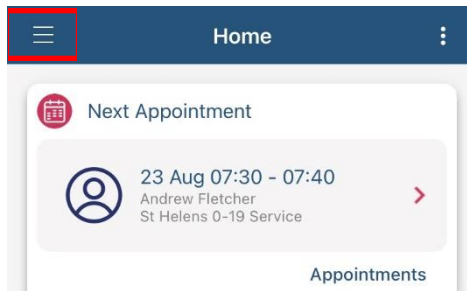 Home
Next Appointment
23 Aug 07:30 - 07:40
Andrew Fletcher
St Helens 0-19 Service
Appointments